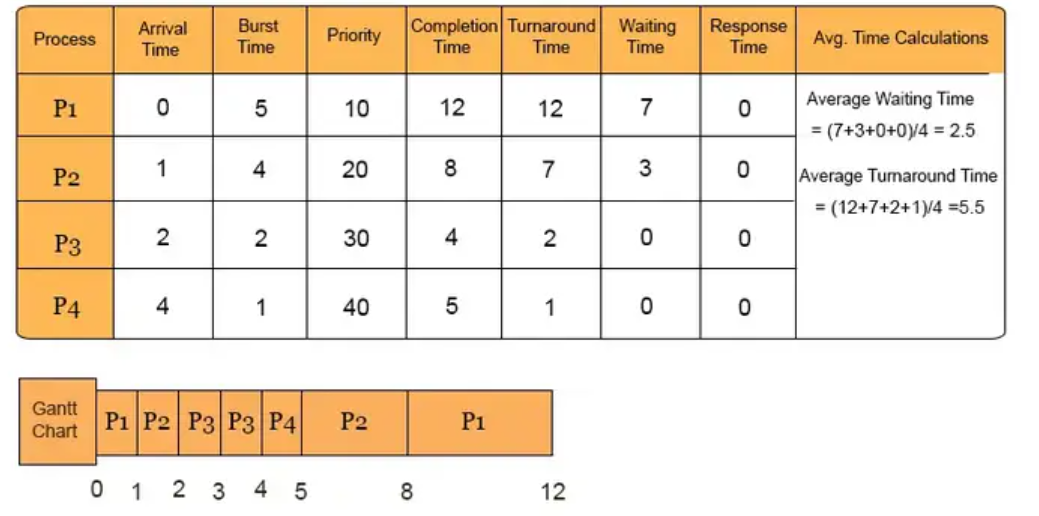 Process Arrival Time Burst Time Priority Completion Time Turnaround Time Waiting Time Response Time Avg. Time Calculations
P1 0 5 10 12 12 7 0
P2 1 4 20 8 7 3 0
P3 2 2 30 4 2 0 0
P4 4 1 40 5 1 0 0
Average Waiting Time
= (7+3+0+0)/4 = 2.5
Average Turnaround Time
= (12+7+2+1)/4 =5.5
Gantt Chart
P1 P2 P3 P3 P4 P2 P1
0 1 2 3 4 5 8 12